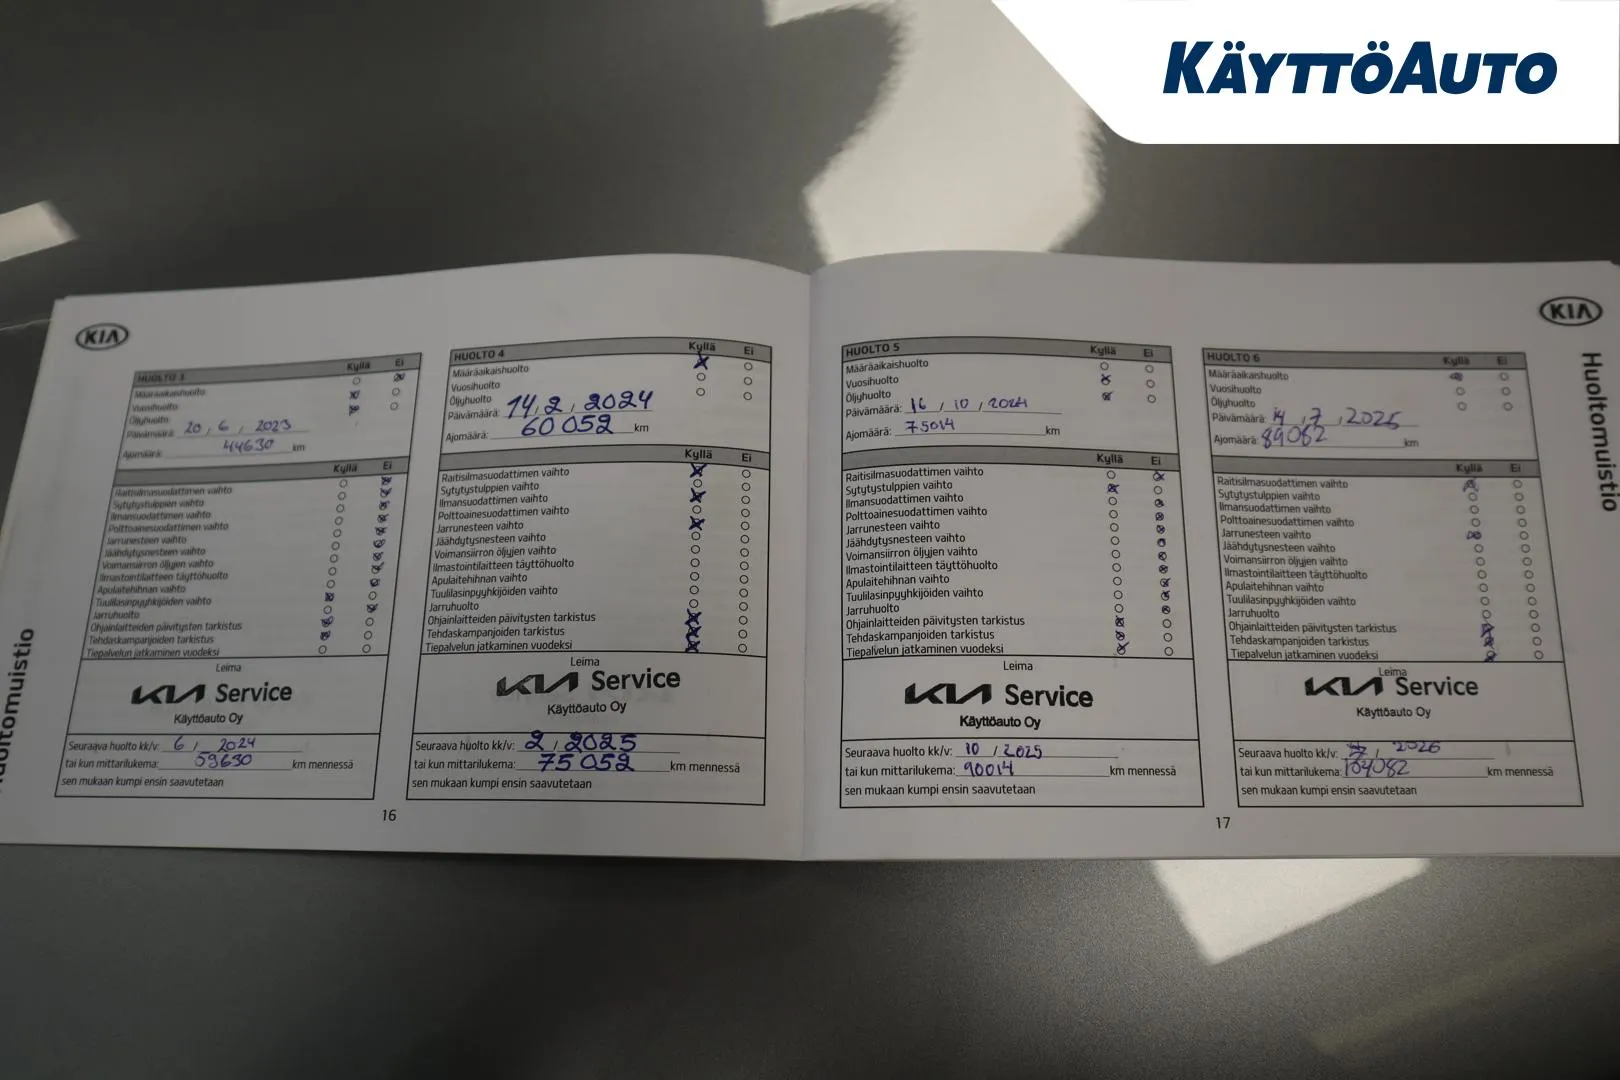 KÄYTTÖAUTO
KIA
HUOLTO 3 Kyllä Ei
Määräaikaishuolto
Vuosihuolto
Öljyhuolto
Päivämäärä: 20, 6, 2023
Ajomäärä: 44630 km
Kyllä Ei
Raitisilmasuodattimen vaihto
Sytytystulppien vaihto
Ilmansuodattimen vaihto
Polttoainesuodattimen vaihto
Jarrunesteen vaihto
Jäähdytysnesteen vaihto
Voimansiirron öljyjen vaihto
Ilmastointilaitteen täyttöhuolto
Apulaitehihnan vaihto
Tuulilasinpyyhkijöiden vaihto
Jarruhuolto
Ohjainlaitteiden päivitysten tarkistus
Tehdaskampanjoiden tarkistus
Tiepalvelun jatkaminen vuodeksi
Leima
KIA Service
Käyttöauto Oy
Seuraava huolto kk/v: 6 / 2024
tai kun mittarilukema: 59630 km mennessä
sen mukaan kumpi ensin saavutetaan
HUOLTO 4 Kyllä Ei
Määräaikaishuolto
Vuosihuolto
Öljyhuolto
Päivämäärä: 14, 2, 2024
Ajomäärä: 60052 km
Kyllä Ei
Raitisilmasuodattimen vaihto
Sytytystulppien vaihto
Ilmansuodattimen vaihto
Polttoainesuodattimen vaihto
Jarrunesteen vaihto
Jäähdytysnesteen vaihto
Voimansiirron öljyjen vaihto
Ilmastointilaitteen täyttöhuolto
Apulaitehihnan vaihto
Tuulilasinpyyhkijöiden vaihto
Jarruhuolto
Ohjainlaitteiden päivitysten tarkistus
Tehdaskampanjoiden tarkistus
Tiepalvelun jatkaminen vuodeksi
Leima
KIA Service
Käyttöauto Oy
Seuraava huolto kk/v: 2 / 2025
tai kun mittarilukema: 75052 km mennessä
sen mukaan kumpi ensin saavutetaan
16
Huoltomuistio
HUOLTO 5 Kyllä Ei
Määräaikaishuolto
Vuosihuolto
Öljyhuolto
Päivämäärä: 16 / 10 / 2024
Ajomäärä: 75014 km
Kyllä Ei
Raitisilmasuodattimen vaihto
Sytytystulppien vaihto
Ilmansuodattimen vaihto
Polttoainesuodattimen vaihto
Jarrunesteen vaihto
Jäähdytysnesteen vaihto
Voimansiirron öljyjen vaihto
Ilmastointilaitteen täyttöhuolto
Apulaitehihnan vaihto
Tuulilasinpyyhkijöiden vaihto
Jarruhuolto
Ohjainlaitteiden päivitysten tarkistus
Tehdaskampanjoiden tarkistus
Tiepalvelun jatkaminen vuodeksi
Leima
KIA Service
Käyttöauto Oy
Seuraava huolto kk/v: 10 / 2025
tai kun mittarilukema: 90014 km mennessä
sen mukaan kumpi ensin saavutetaan
HUOLTO 6 Kyllä Ei
Määräaikaishuolto
Vuosihuolto
Öljyhuolto
Päivämäärä: 14, 7, 2025
Ajomäärä: 89082 km
Kyllä Ei
Raitisilmasuodattimen vaihto
Sytytystulppien vaihto
Ilmansuodattimen vaihto
Polttoainesuodattimen vaihto
Jarrunesteen vaihto
Jäähdytysnesteen vaihto
Voimansiirron öljyjen vaihto
Ilmastointilaitteen täyttöhuolto
Apulaitehihnan vaihto
Tuulilasinpyyhkijöiden vaihto
Jarruhuolto
Ohjainlaitteiden päivitysten tarkistus
Tehdaskampanjoiden tarkistus
Tiepalvelun jatkaminen vuodeksi
Leima
KIA Service
Käyttöauto Oy
Seuraava huolto kk/v: 7, 2026
tai kun mittarilukema: 104082 km mennessä
sen mukaan kumpi ensin saavutetaan
17
KIA
Huoltomuistio